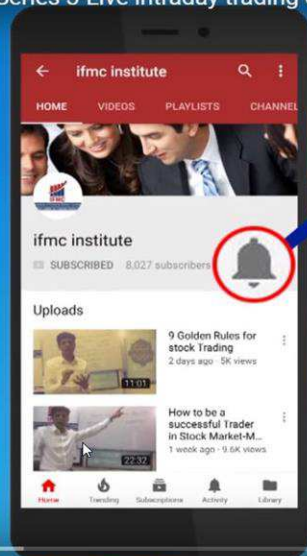 Series-3 Live intraday trading
ifmc institute
HOME VIDEOS PLAYLISTS CHANNEL
IFMC
ifmc institute
SUBSCRIBED 8,027 subscribers
Uploads
9 Golden Rules for
stock Trading
2 days ago · 5K views
11:01
How to be a
successful Trader
in Stock Market-M...
1 week ago · 9.6K views
22:32
Home Trending Subscriptions Activity Library